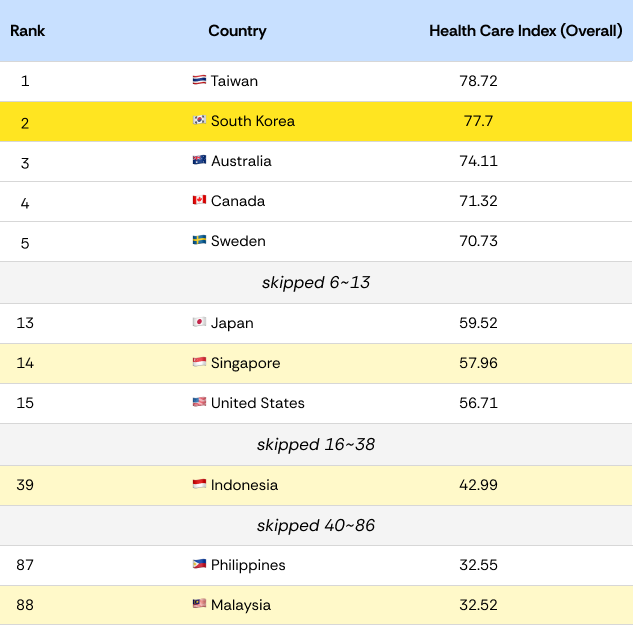 Rank Country Health Care Index (Overall)
1 Taiwan 78.72
2 South Korea 77.7
3 Australia 74.11
4 Canada 71.32
5 Sweden 70.73
skipped 6~13
13 Japan 59.52
14 Singapore 57.96
15 United States 56.71
skipped 16~38
39 Indonesia 42.99
skipped 40~86
87 Philippines 32.55
88 Malaysia 32.52